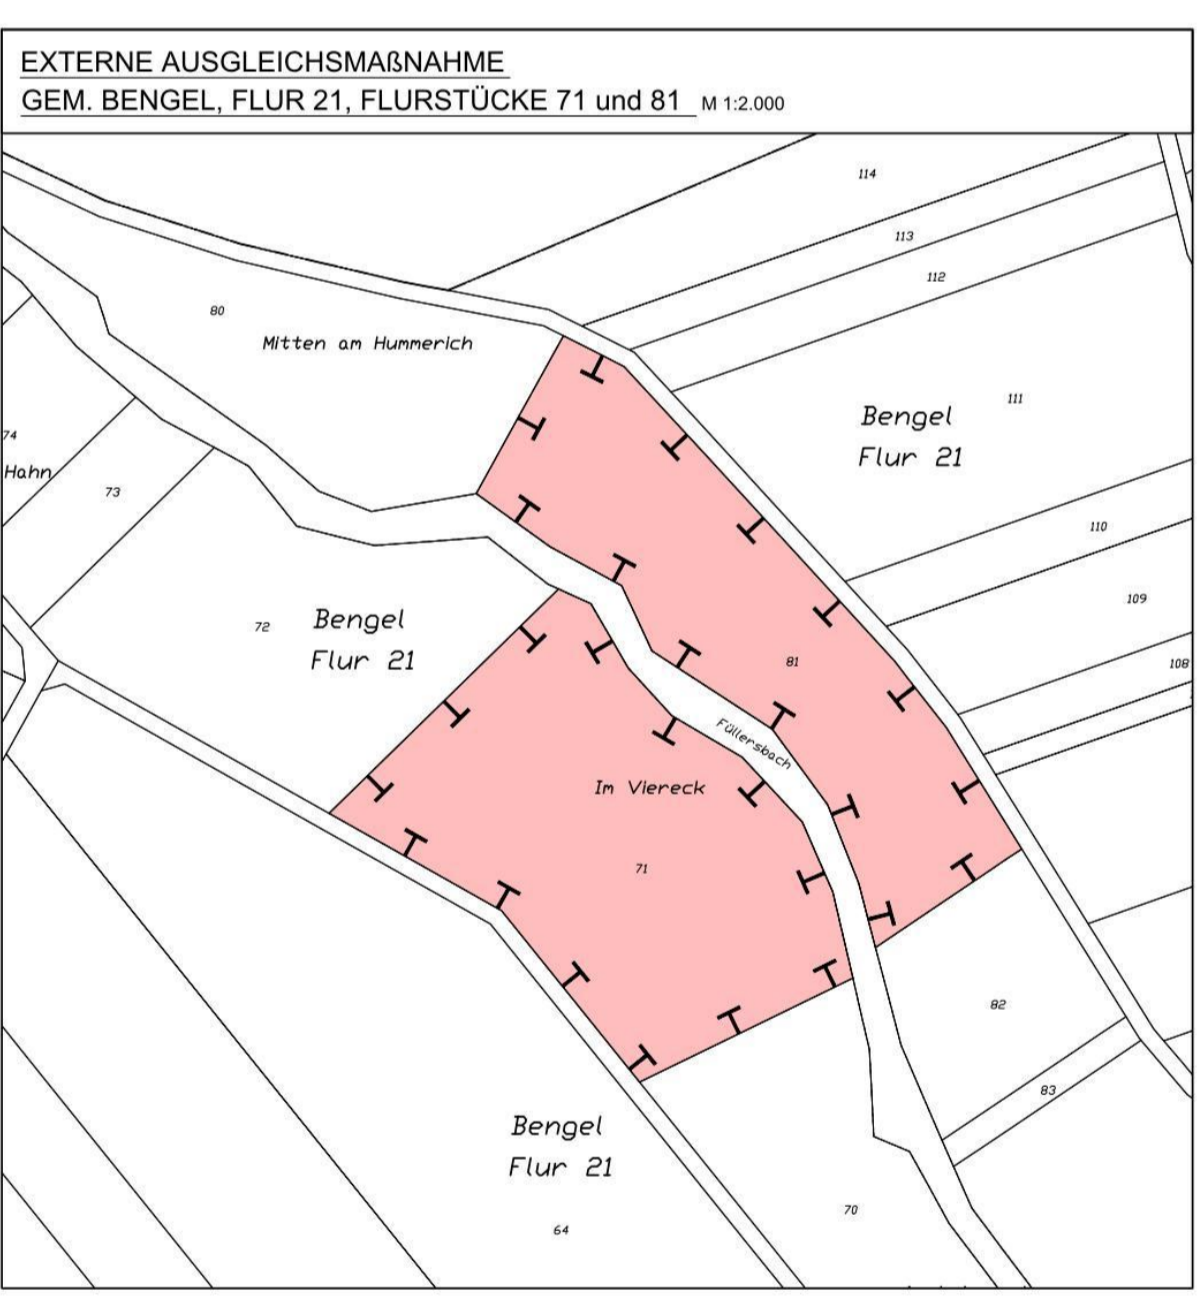 EXTERNE AUSGLEICHSMAßNAHME
GEM. BENGEL, FLUR 21, FLURSTÜCKE 71 und 81 M 1:2.000
114
113
112
80
Mitten am Hummerich
111
Bengel
Flur 21
74
Hahn
73
110
109
72
Bengel
Flur 21
108
81
Füllersbach
Im Viereck
71
82
83
Bengel
Flur 21
70
64